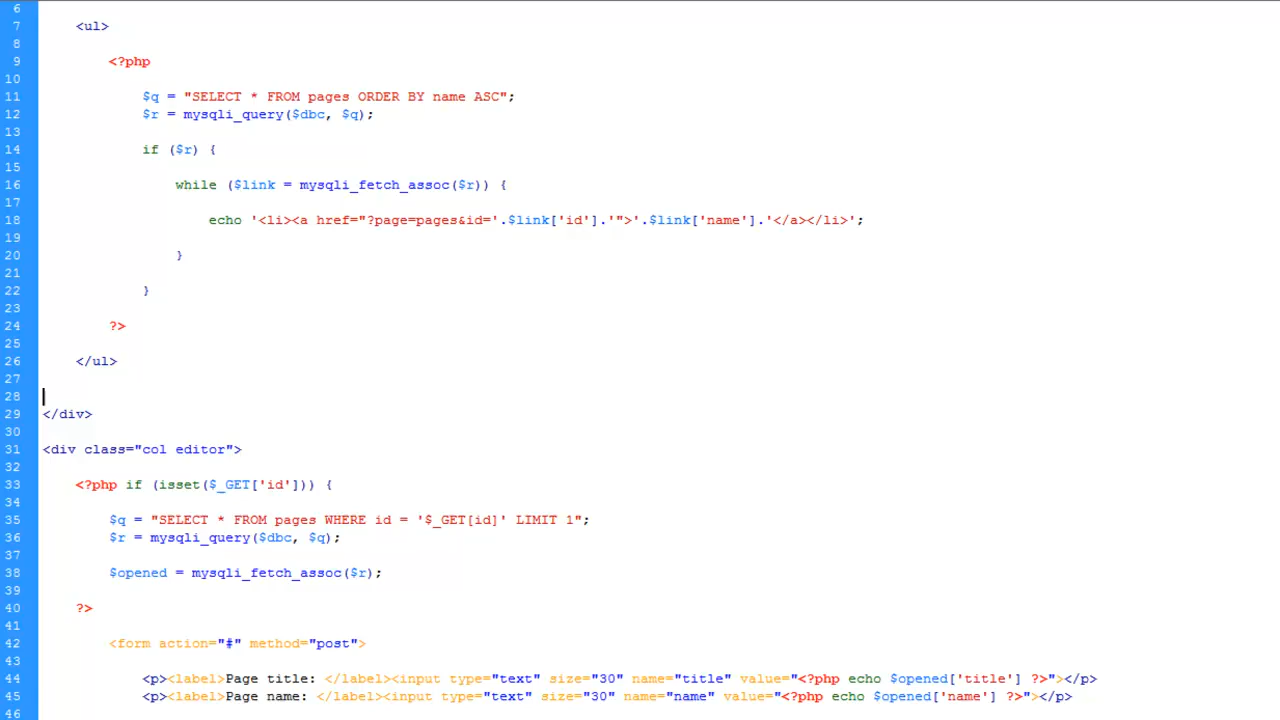 6
7 <ul>
8
9 <?php
10
11 $q = "SELECT * FROM pages ORDER BY name ASC";
12 $r = mysqli_query($dbc, $q);
13
14 if ($r) {
15
16 while ($link = mysqli_fetch_assoc($r)) {
17
18 echo '<li><a href="?page=pages&id='.$link['id'].'">'.$link['name'].'</a></li>';
19
20 }
21
22 }
23
24 ?>
25
26 </ul>
27
28
29 </div>
30
31 <div class="col editor">
32
33 <?php if (isset($_GET['id'])) {
34
35 $q = "SELECT * FROM pages WHERE id = '$_GET[id]' LIMIT 1";
36 $r = mysqli_query($dbc, $q);
37
38 $opened = mysqli_fetch_assoc($r);
39
40 ?>
41
42 <form action="#" method="post">
43
44 <p><label>Page title: </label><input type="text" size="30" name="title" value="<?php echo $opened['title'] ?>"></p>
45 <p><label>Page name: </label><input type="text" size="30" name="name" value="<?php echo $opened['name'] ?>"></p>
46